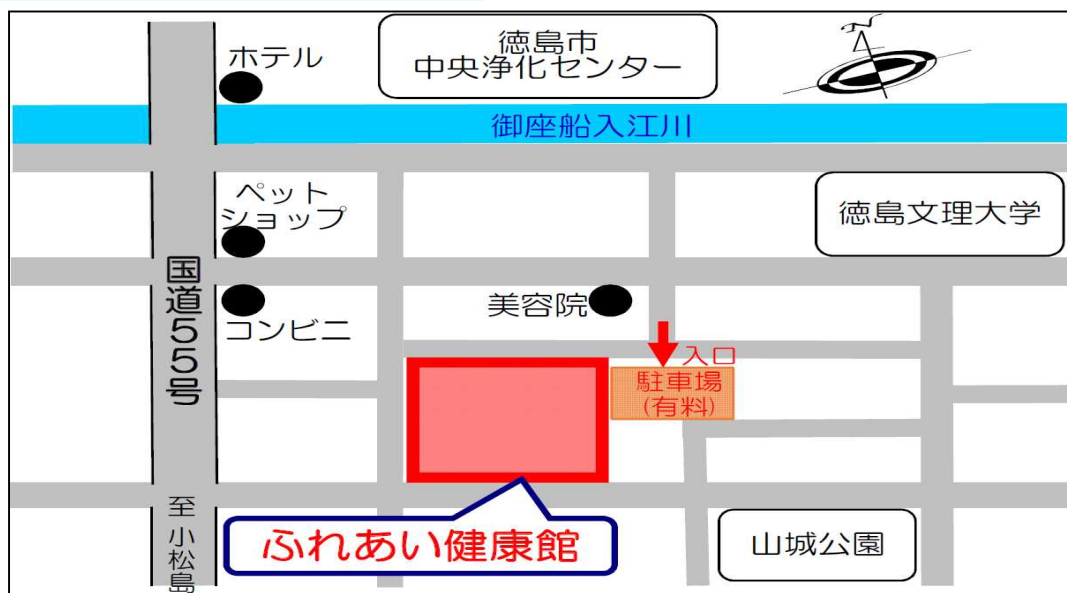 徳島市
中央浄化センター
N
ホテル
御座船入江川
ペット
ショップ
徳島文理大学
国道55号
美容院
コンビニ
入口
駐車場
(有料)
至 小松島
ふれあい健康館
山城公園